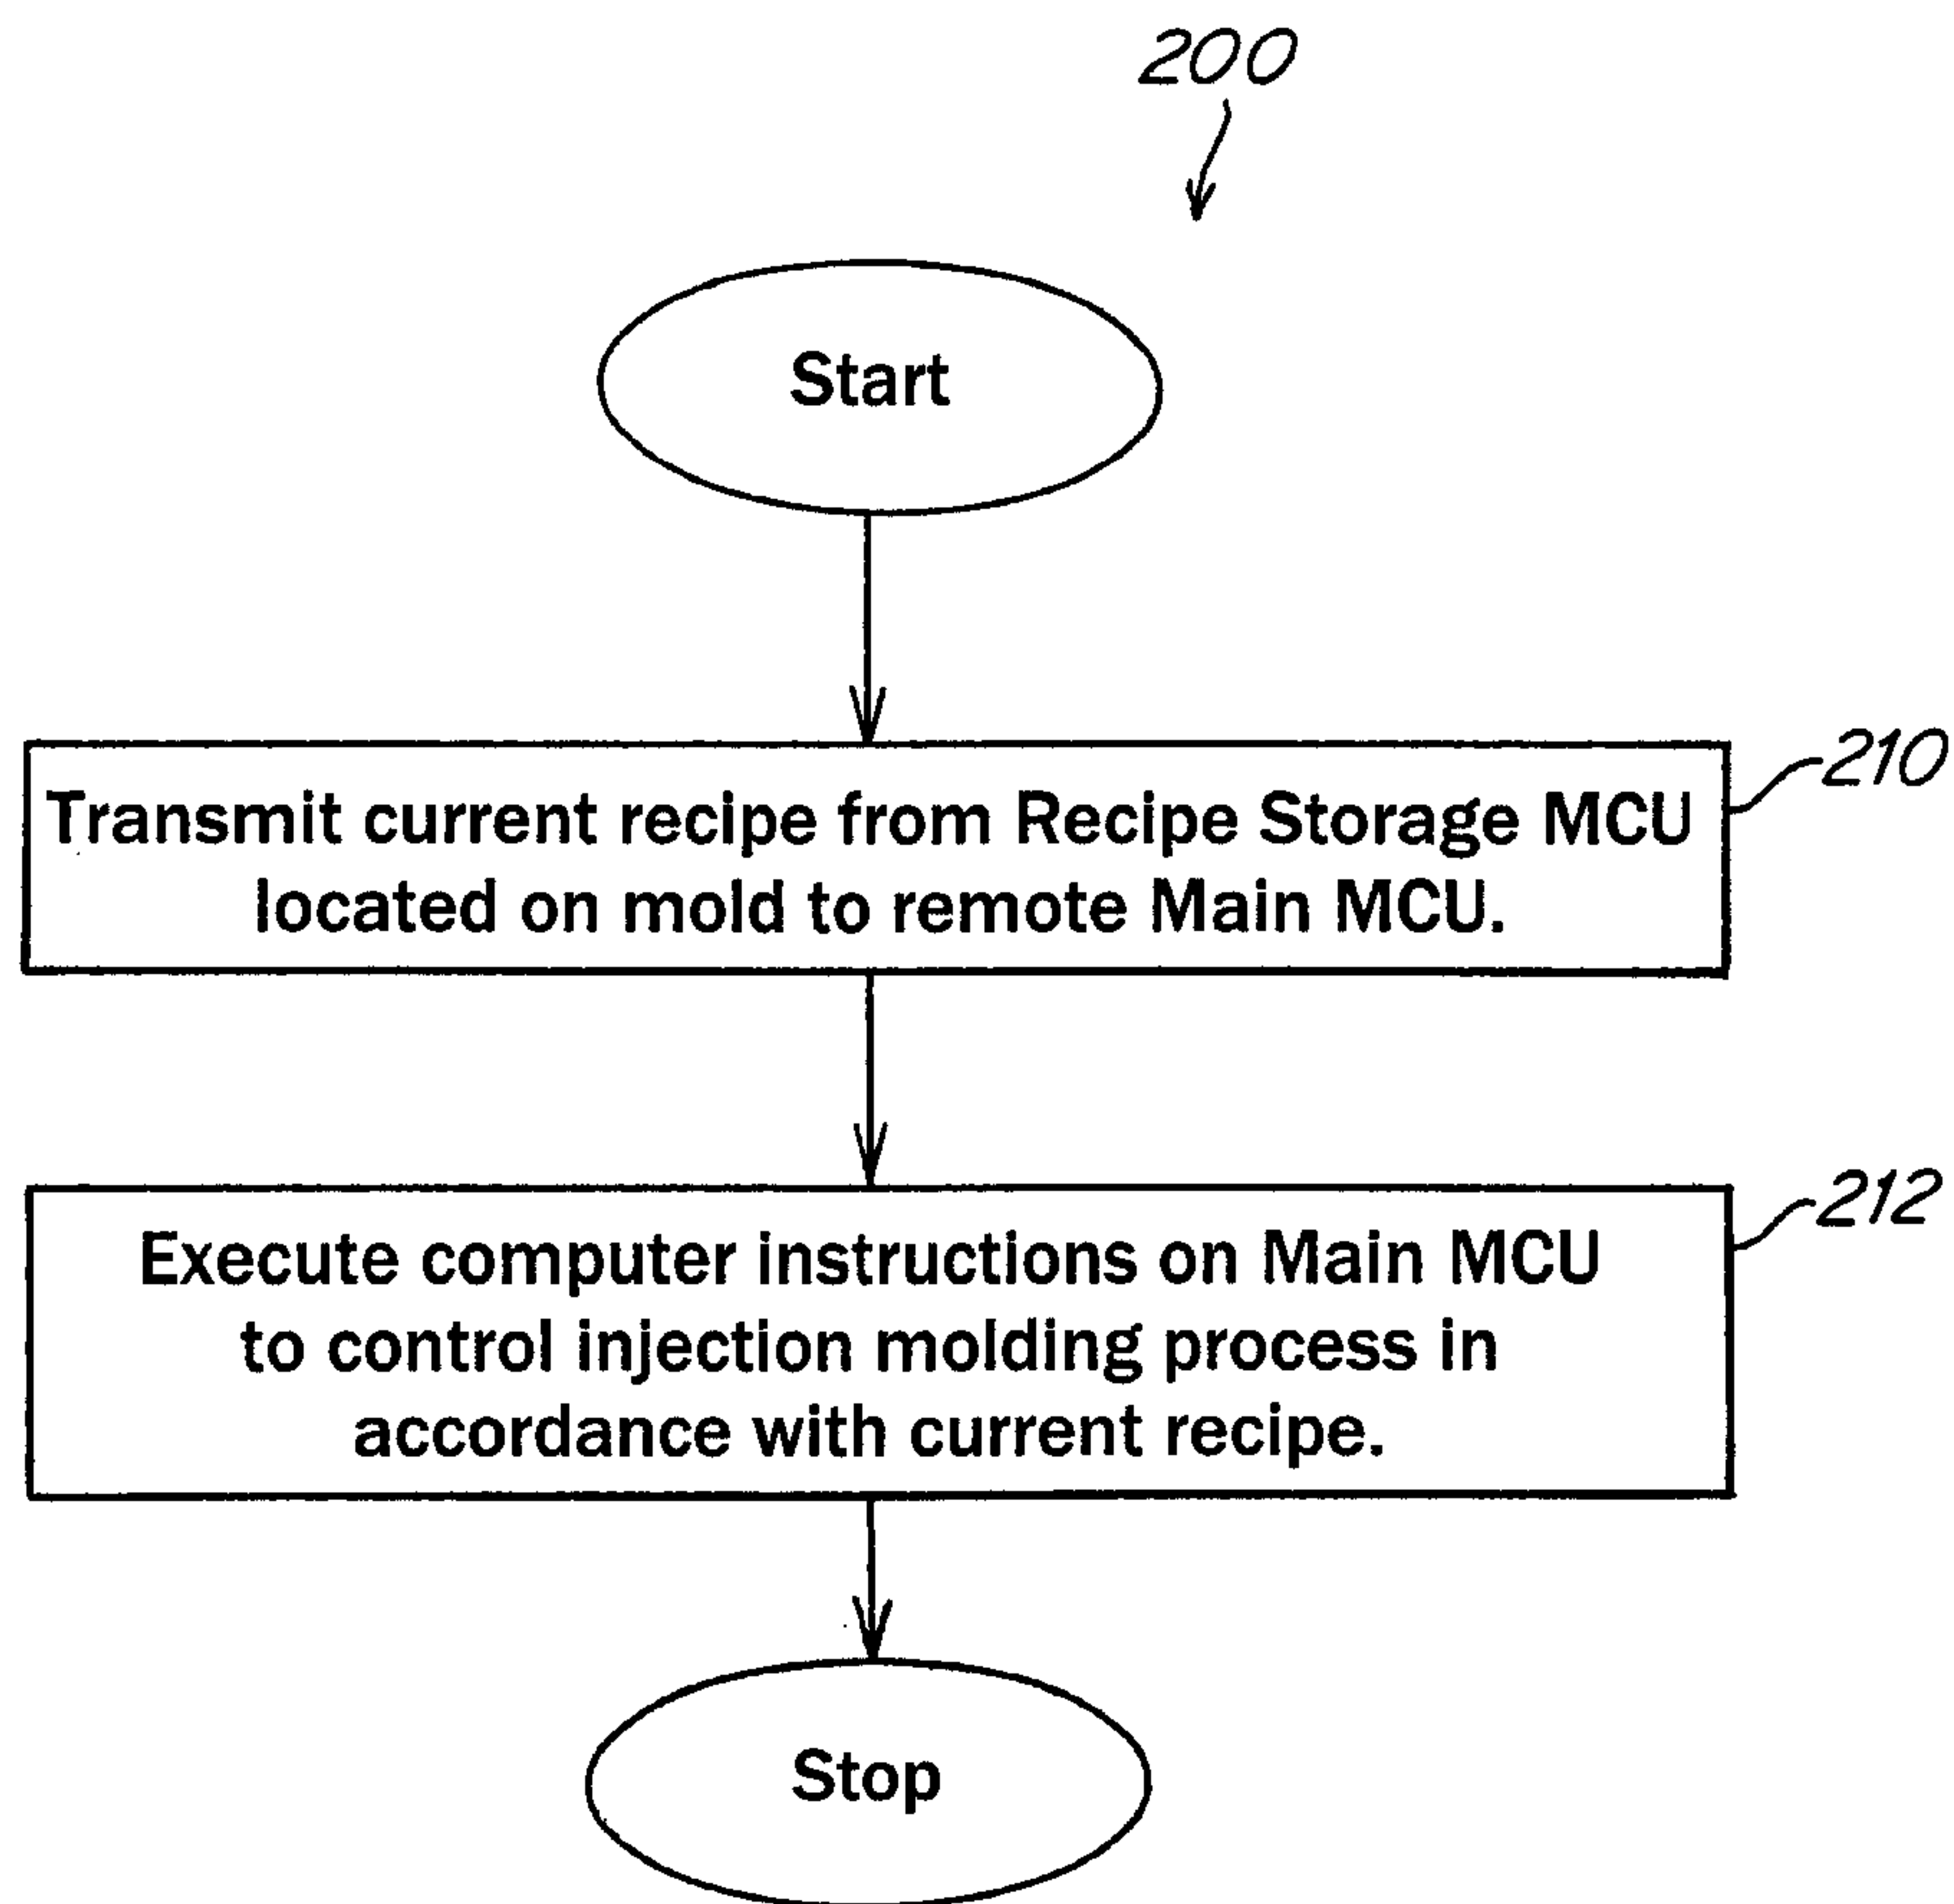 200
Start
Transmit current recipe from Recipe Storage MCU
located on mold to remote Main MCU.
210
Execute computer instructions on Main MCU
to control injection molding process in
accordance with current recipe.
212
Stop